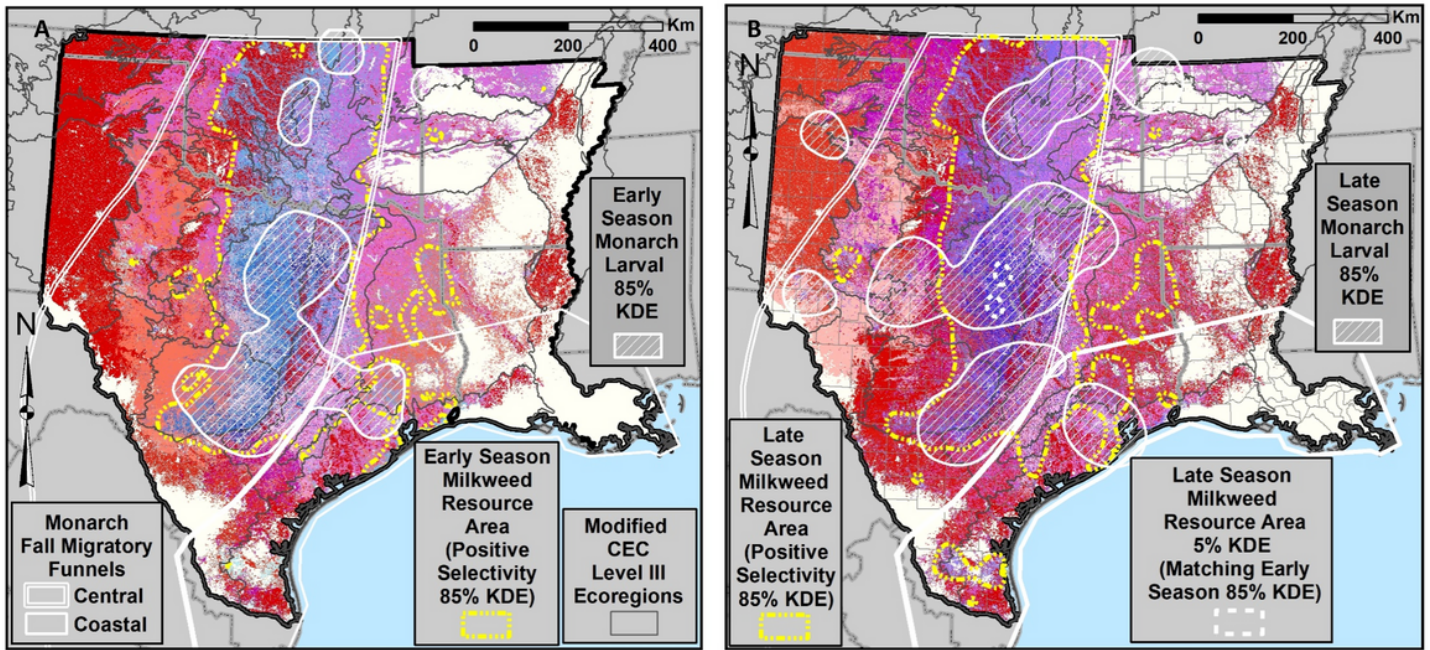 A
Km
0 200 400
N
Early
Season
Monarch
Larval
85%
KDE
Monarch
Fall Migratory
Funnels
Central
Coastal
Early Season
Milkweed
Resource
Area
(Positive
Selectivity
85% KDE)
Modified
CEC
Level III
Ecoregions
B
Km
0 200 400
N
Late
Season
Monarch
Larval 85%
KDE
Late
Season
Milkweed
Resource
Area
(Positive
Selectivity
85% KDE)
Late Season
Milkweed
Resource Area
5% KDE
(Matching Early
Season 85% KDE)